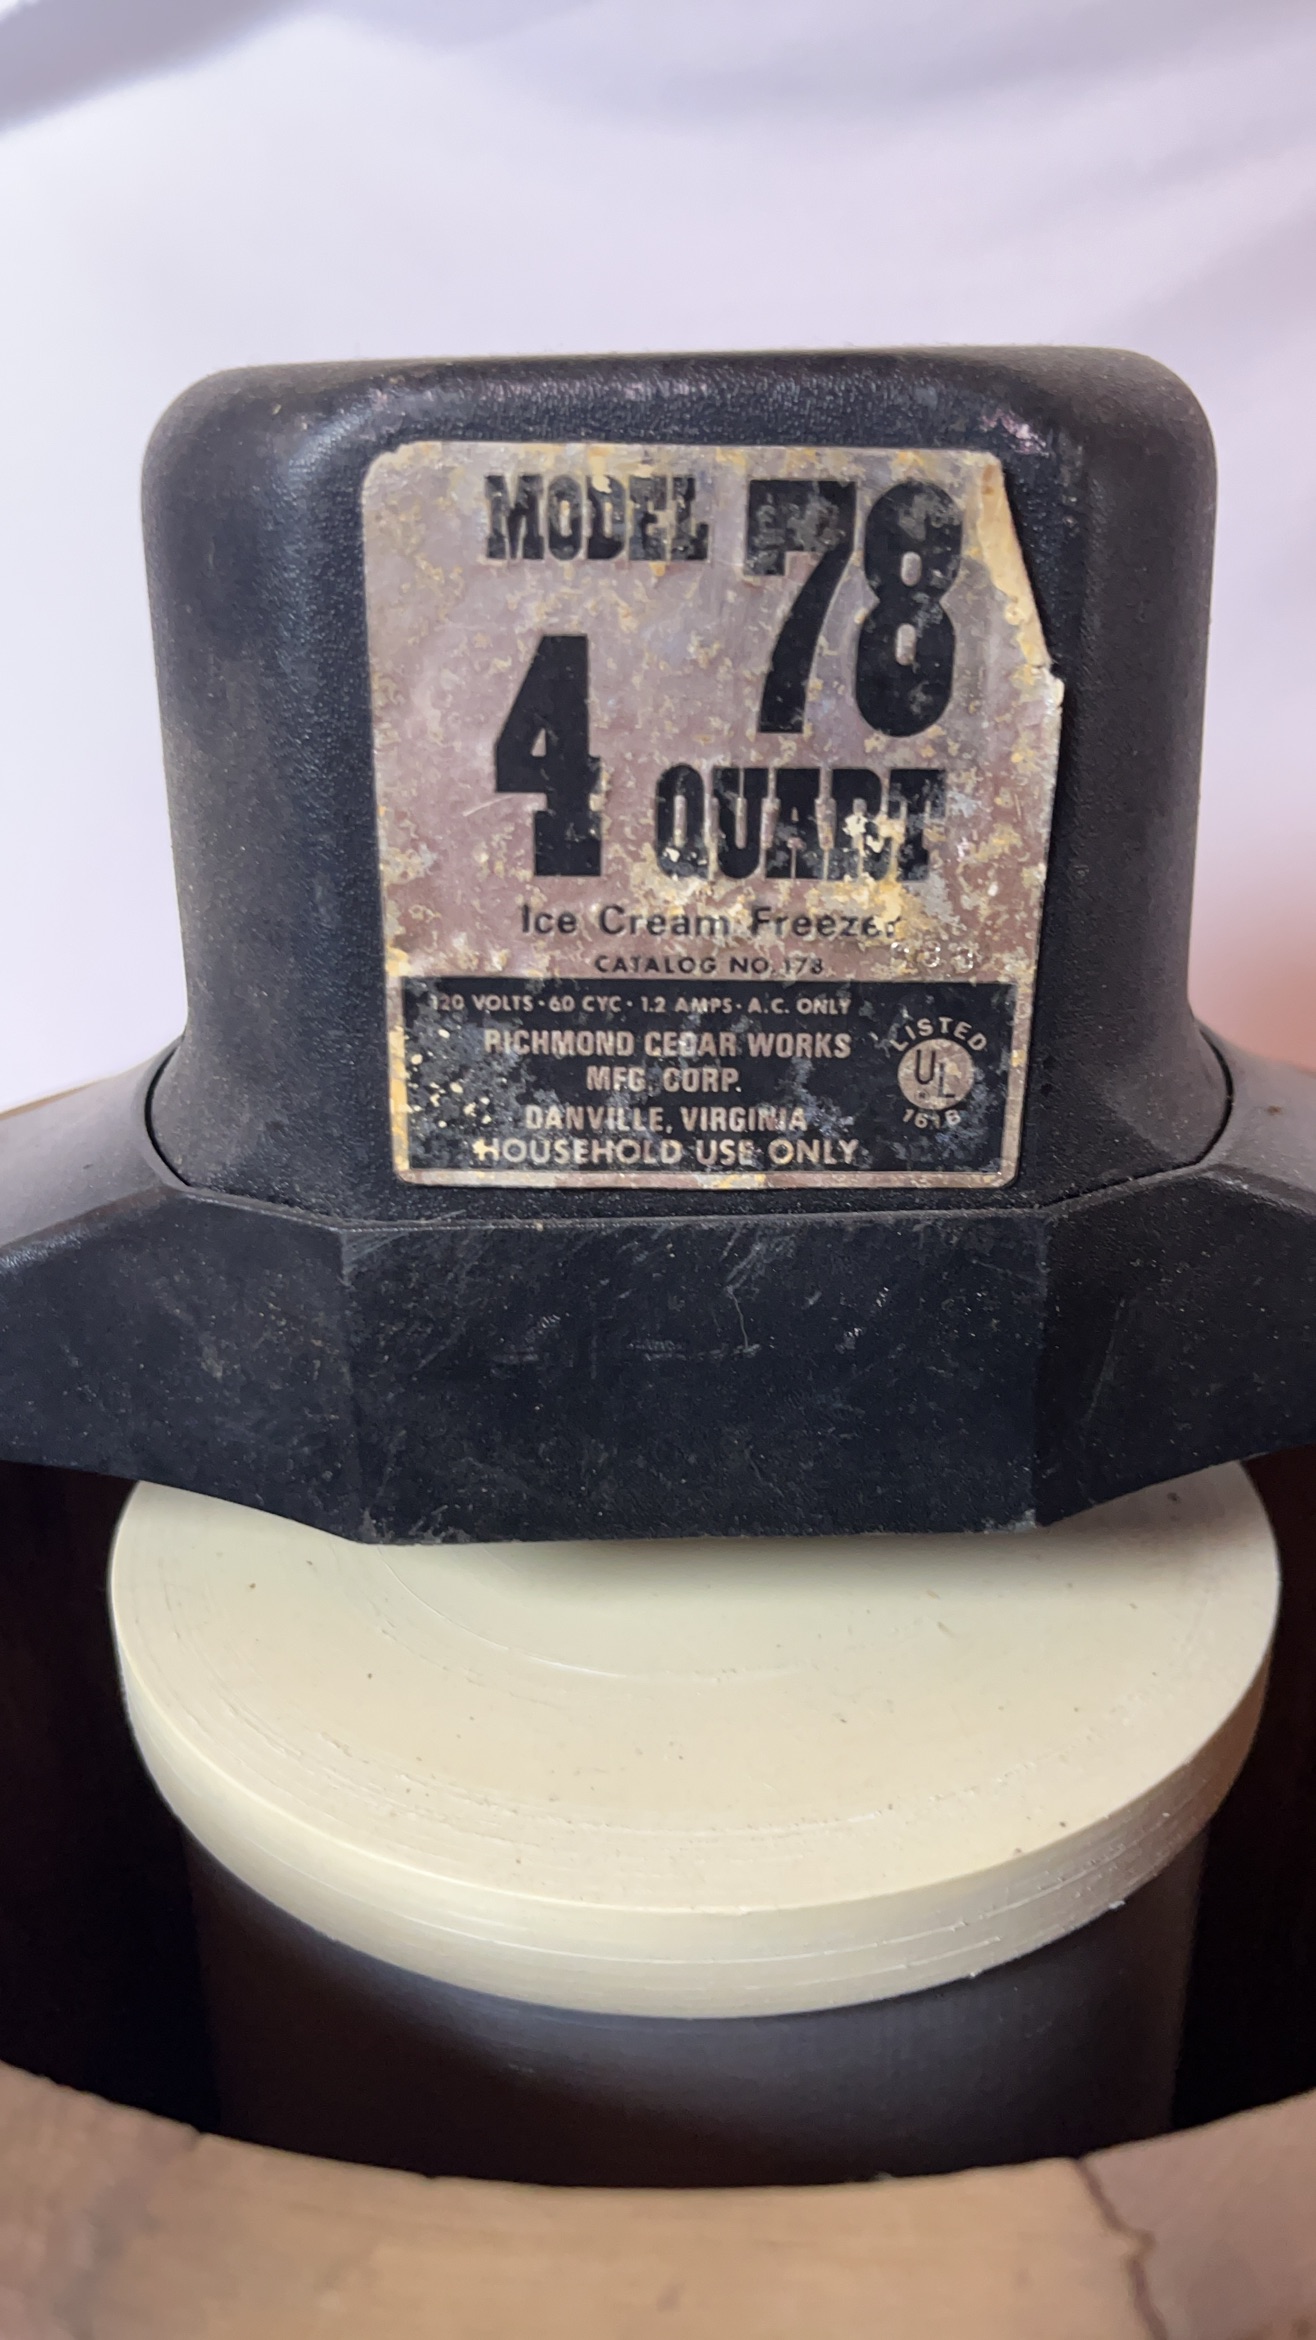 MODEL 78
4 QUART
Ice Cream Freezer
CATALOG NO. 178
120 VOLTS · 60 CYC · 1.2 AMPS · A.C. ONLY
RICHMOND CEDAR WORKS
MFG. CORP.
DANVILLE, VIRGINIA
HOUSEHOLD USE ONLY
LISTED
UL
®